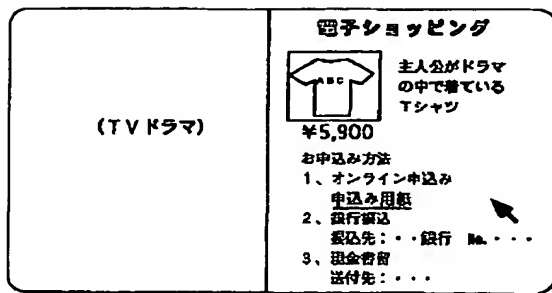 (TVドラマ)
電子ショッピング
ABC
主人公がドラマ
の中で着ている
Tシャツ
¥5,900
お申込み方法
1、オンライン申込み
申込み用紙
2、銀行振込
振込先:・・銀行 No.・・・
3、現金書留
送付先:・・・